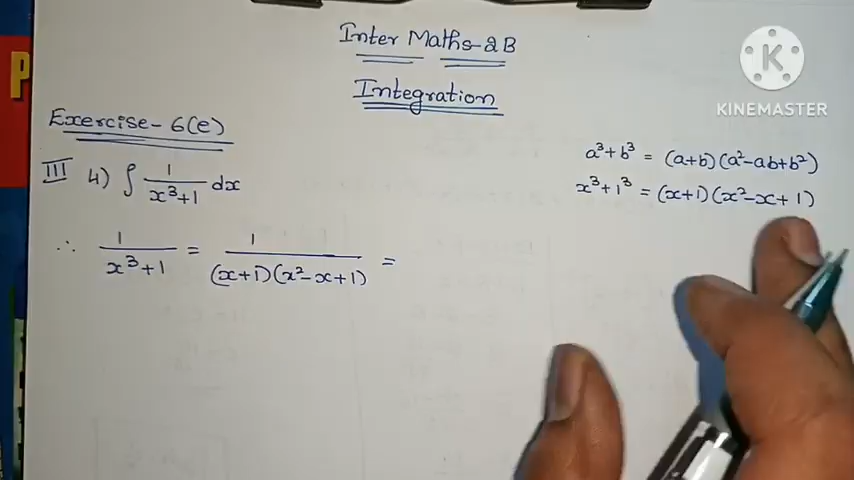 Inter Maths-2B
Integration
K
KINEMASTER
P
Exercise-6(e)
III 4) ∫ 1/(x³+1) dx
a³+b³ = (a+b)(a²-ab+b²)
x³+1³ = (x+1)(x²-x+1)
∴ 1/(x³+1) = 1/((x+1)(x²-x+1)) =